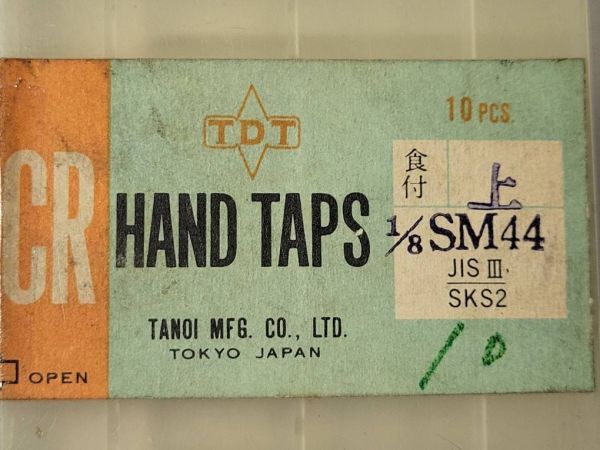 CR
OPEN
TDT
HAND TAPS
TANOI MFG. CO., LTD.
TOKYO JAPAN
10 PCS.
食付
上
1/8 SM44
JIS III
SKS2
10